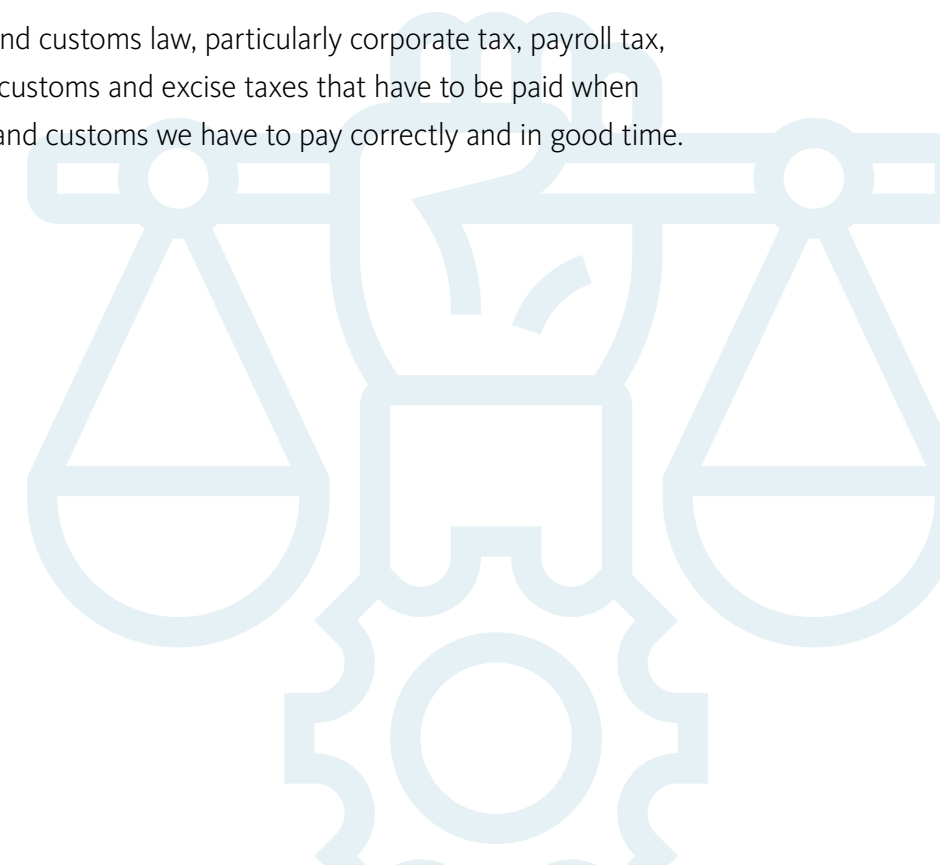 nd customs law, particularly corporate tax, payroll tax,
customs and excise taxes that have to be paid when
and customs we have to pay correctly and in good time.